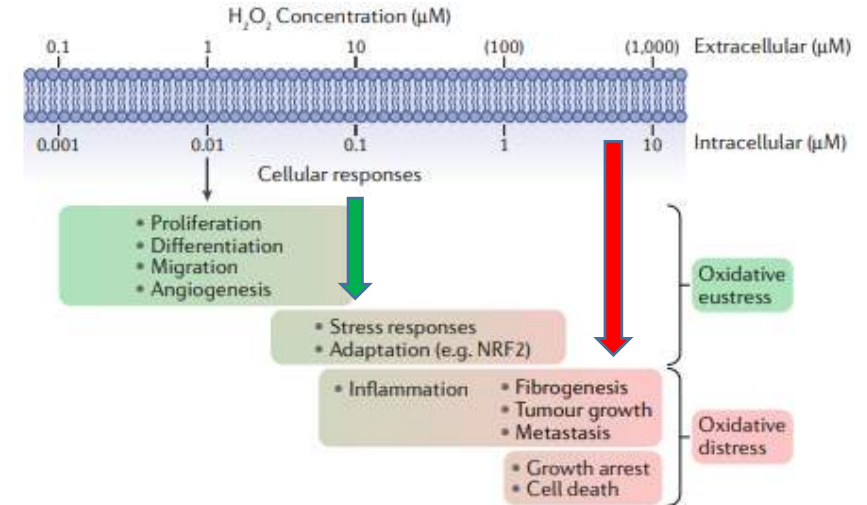 H₂O₂ Concentration (µM)
0.1 1 10 (100) (1,000) Extracellular (µM)
0.001 0.01 0.1 1 10 Intracellular (µM)
Cellular responses
• Proliferation
• Differentiation
• Migration
• Angiogenesis
Oxidative
eustress
• Stress responses
• Adaptation (e.g. NRF2)
• Inflammation • Fibrogenesis
• Tumour growth
• Metastasis
Oxidative
distress
• Growth arrest
• Cell death